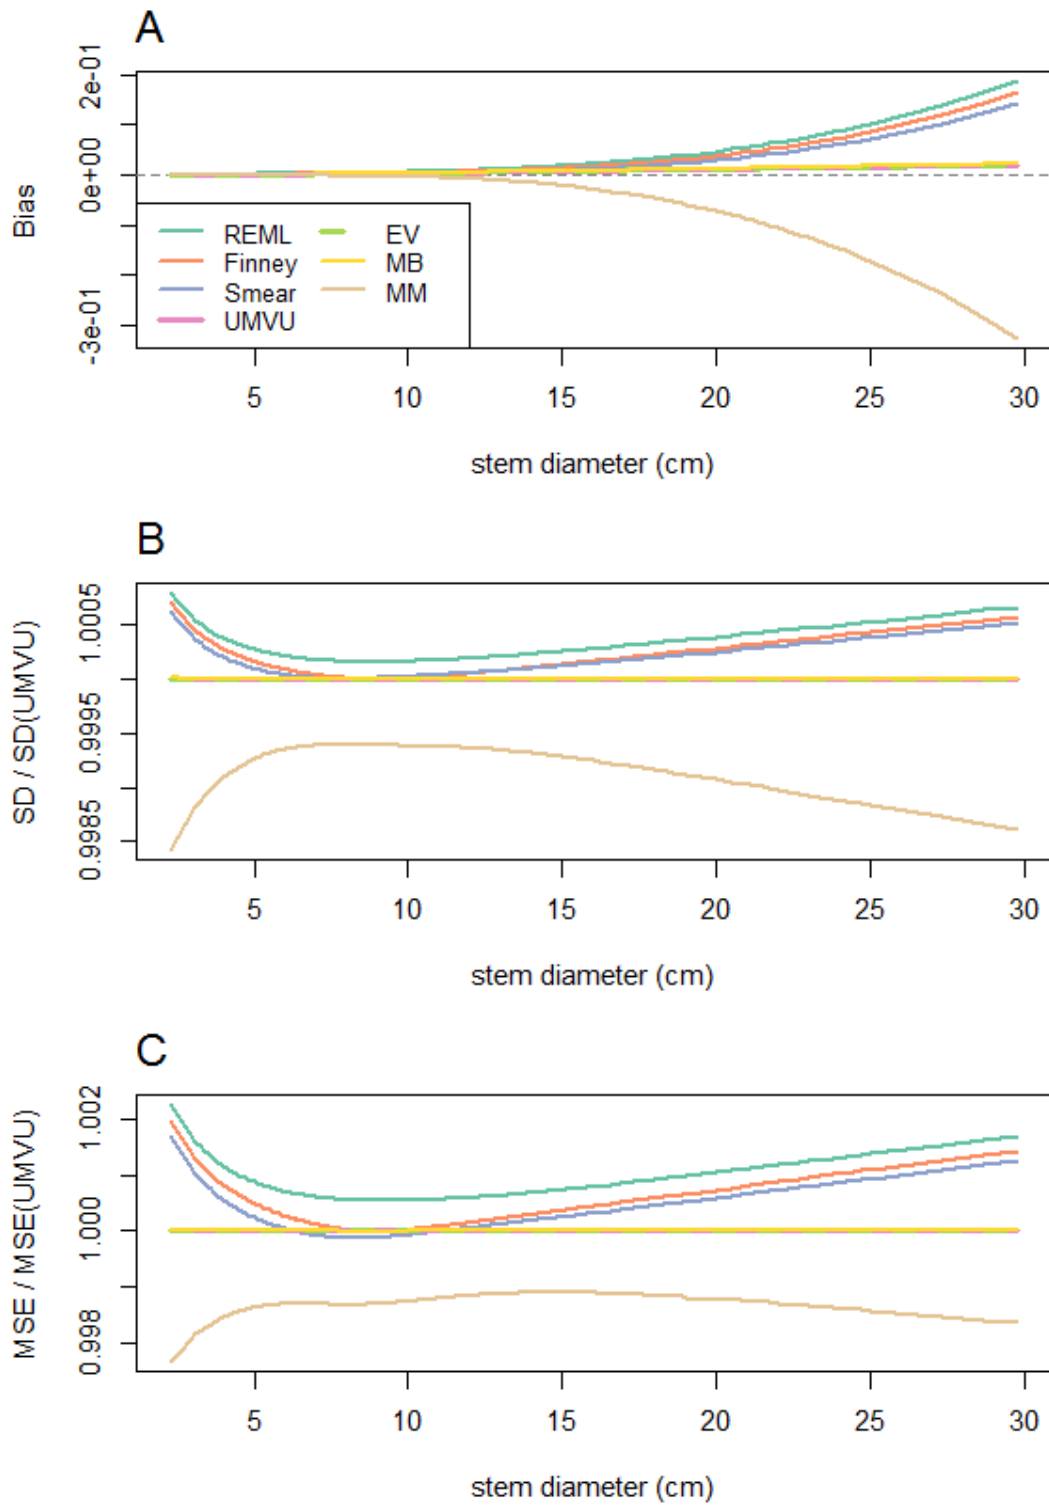 A
2e-01
0e+00
-3e-01
Bias
REML EV
Finney MB
Smear MM
UMVU
5 10 15 20 25 30
stem diameter (cm)
B
1.0005
0.9995
0.9985
SD / SD(UMVU)
5 10 15 20 25 30
stem diameter (cm)
C
1.002
1.000
0.998
MSE / MSE(UMVU)
5 10 15 20 25 30
stem diameter (cm)